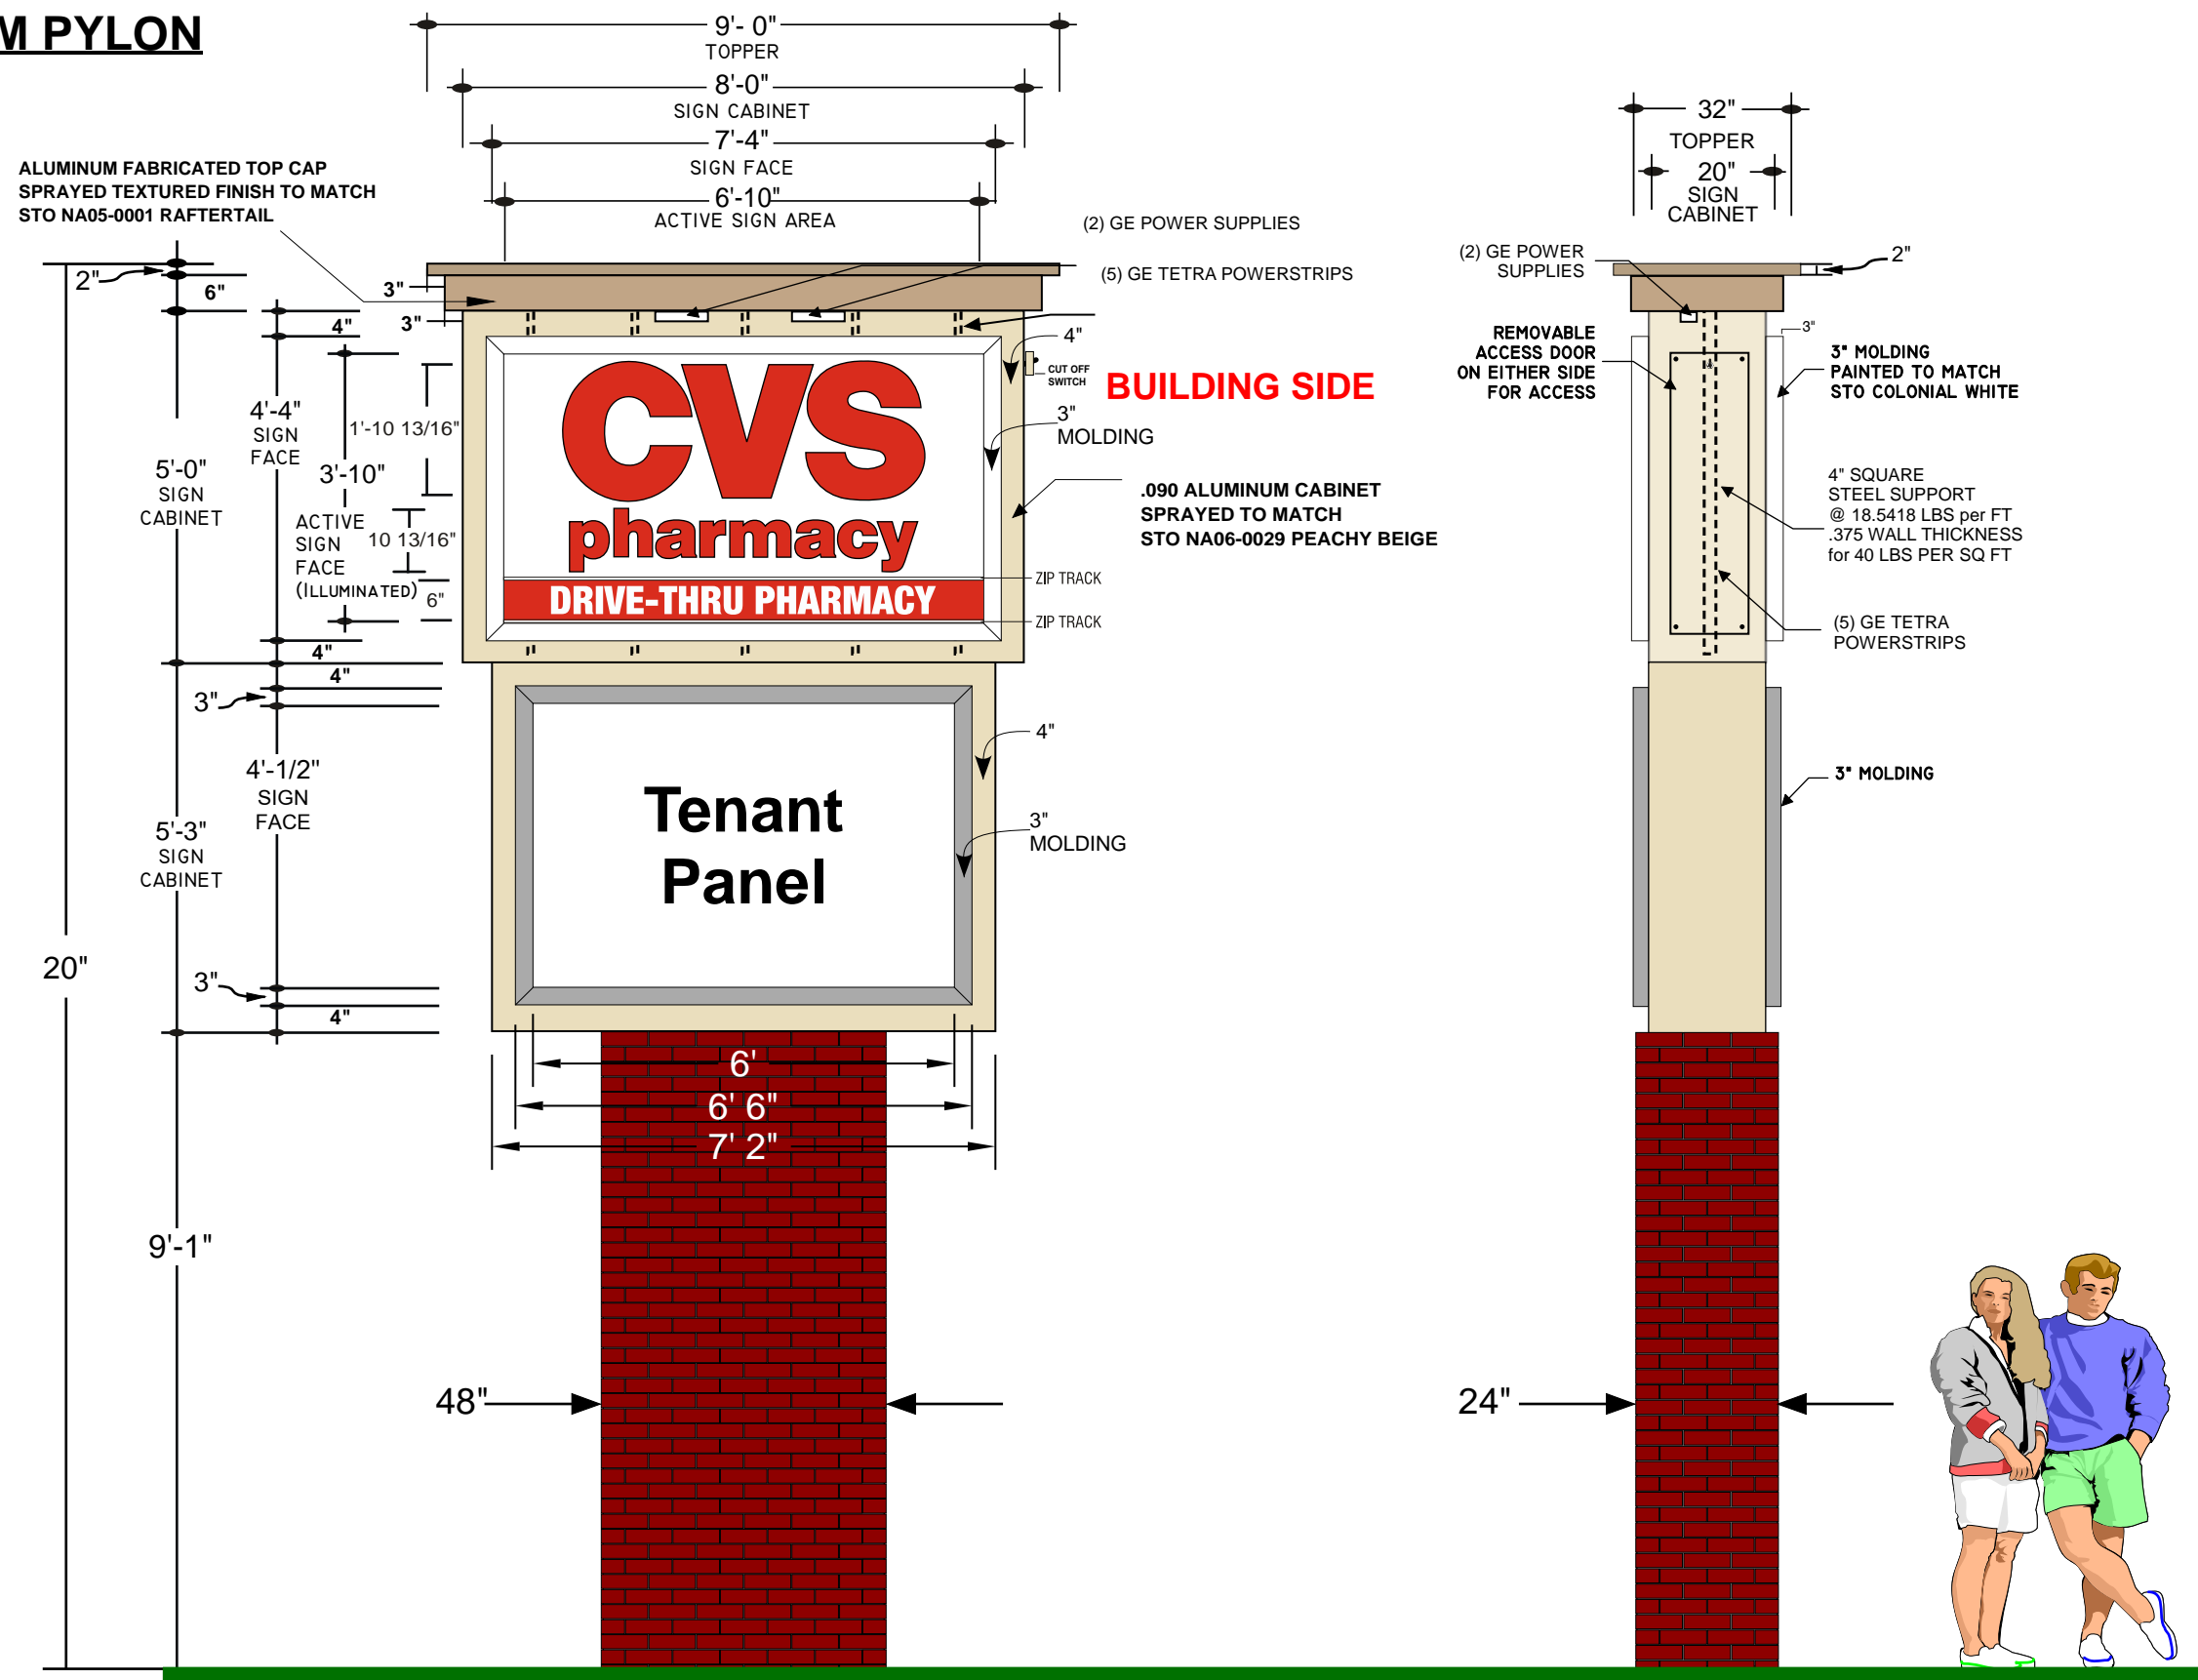 M PYLON
9'- 0"
TOPPER
8'-0"
SIGN CABINET
7'-4"
SIGN FACE
6'-10"
ACTIVE SIGN AREA
ALUMINUM FABRICATED TOP CAP
SPRAYED TEXTURED FINISH TO MATCH
STO NA05-0001 RAFTERTAIL
(2) GE POWER SUPPLIES
(5) GE TETRA POWERSTRIPS
2"
6"
3"
3"
4"
4"
CUT OFF
SWITCH
BUILDING SIDE
4'-4"
SIGN
FACE
1'-10 13/16"
3"
MOLDING
5'-0"
SIGN
CABINET
3'-10"
ACTIVE
SIGN
FACE
(ILLUMINATED)
10 13/16"
6"
CVS
pharmacy
DRIVE-THRU PHARMACY
.090 ALUMINUM CABINET
SPRAYED TO MATCH
STO NA06-0029 PEACHY BEIGE
ZIP TRACK
ZIP TRACK
4"
4"
3"
4'-1/2"
SIGN
FACE
5'-3"
SIGN
CABINET
Tenant
Panel
4"
3"
MOLDING
20"
3"
4"
6'
6' 6"
7' 2"
9'-1"
48"
32"
TOPPER
20"
SIGN
CABINET
(2) GE POWER
SUPPLIES
2"
REMOVABLE
ACCESS DOOR
ON EITHER SIDE
FOR ACCESS
3"
3" MOLDING
PAINTED TO MATCH
STO COLONIAL WHITE
4" SQUARE
STEEL SUPPORT
@ 18.5418 LBS per FT
.375 WALL THICKNESS
for 40 LBS PER SQ FT
(5) GE TETRA
POWERSTRIPS
3" MOLDING
24"